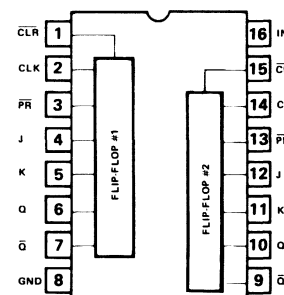 C̅L̅R̅ 1
CLK 2
P̅R̅ 3
J 4
K 5
Q 6
Q̅ 7
GND 8
FLIP-FLOP #1
FLIP-FLOP #2
16
15
14
13
12 J
11 K
10 Q
9 Q̅